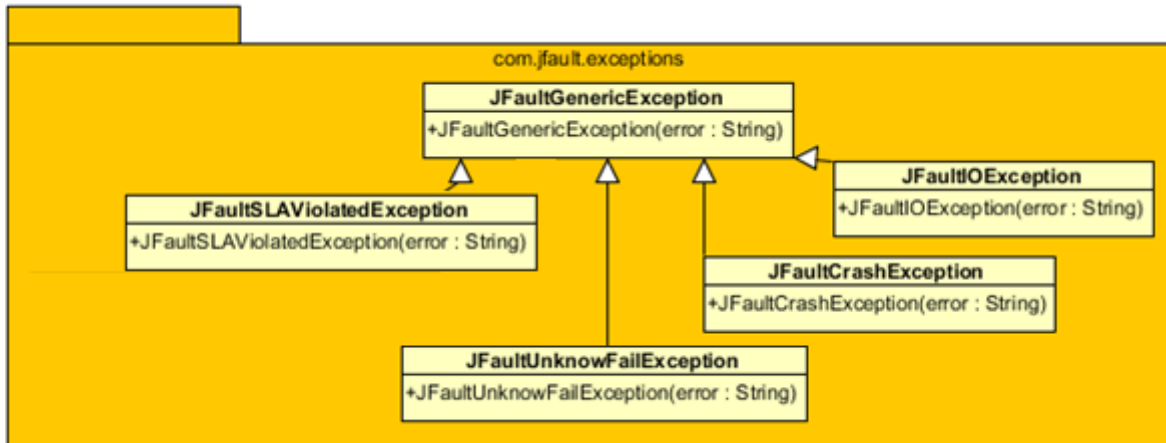 com.jfault.exceptions
JFaultGenericException
+JFaultGenericException(error : String)
JFaultIOException
+JFaultIOException(error : String)
JFaultSLAViolatedException
+JFaultSLAViolatedException(error : String)
JFaultCrashException
+JFaultCrashException(error : String)
JFaultUnknowFailException
+JFaultUnknowFailException(error : String)